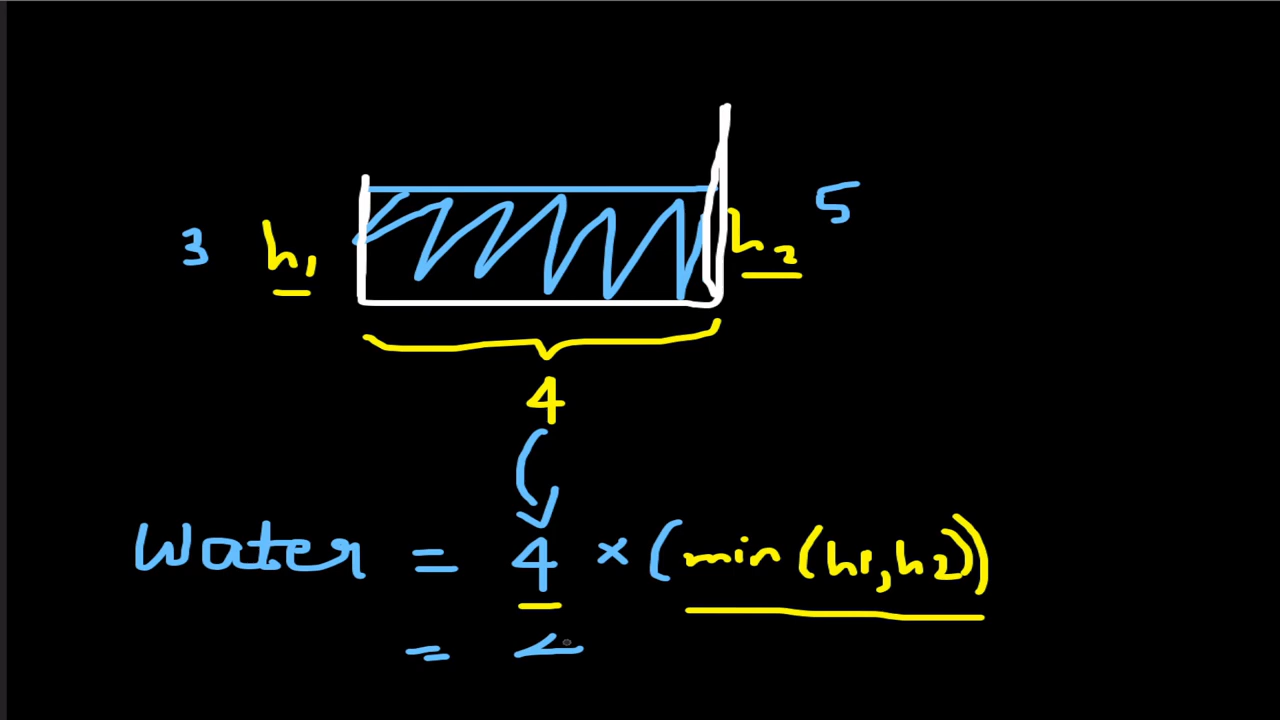 3 h₁ h₂ 5
4
Water = 4 × (min (h1, h2))
=